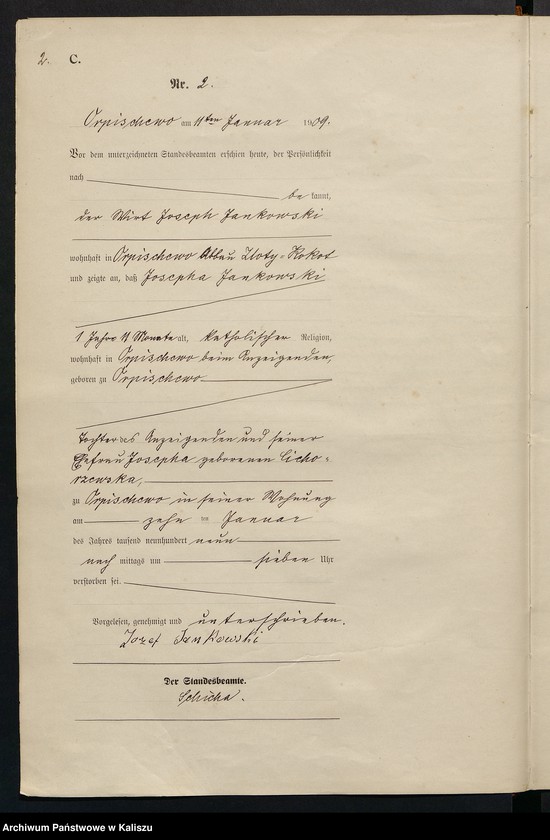 2. C.
Nr. 2.
Orpischewo am 11ten Januar 1909.
Vor dem unterzeichneten Standesbeamten erschien heute, der Persönlichkeit
nach
be kannt,
der Wirt Joseph Jankowski
wohnhaft in Orpischewo Abbau Zloty-Kokot
und zeigte an, daß Josepha Jankowski
1 Jahr 11 Monate alt, katholischer Religion,
wohnhaft in Orpischewo beim Anzeigenden,
geboren zu Orpischewo
Tochter des Anzeigenden und seiner
Ehefrau Josepha geborenen Cicho-
rzewska,
zu Orpischewo in seiner Wohnung
am zehn ten Januar
des Jahres tausend neunhundert neun
nach mittags um sieben Uhr
verstorben sei.
Vorgelesen, genehmigt und unterschrieben.
Jozef Jankowski
Der Standesbeamte.
Schicha.
Archiwum Państwowe w Kaliszu